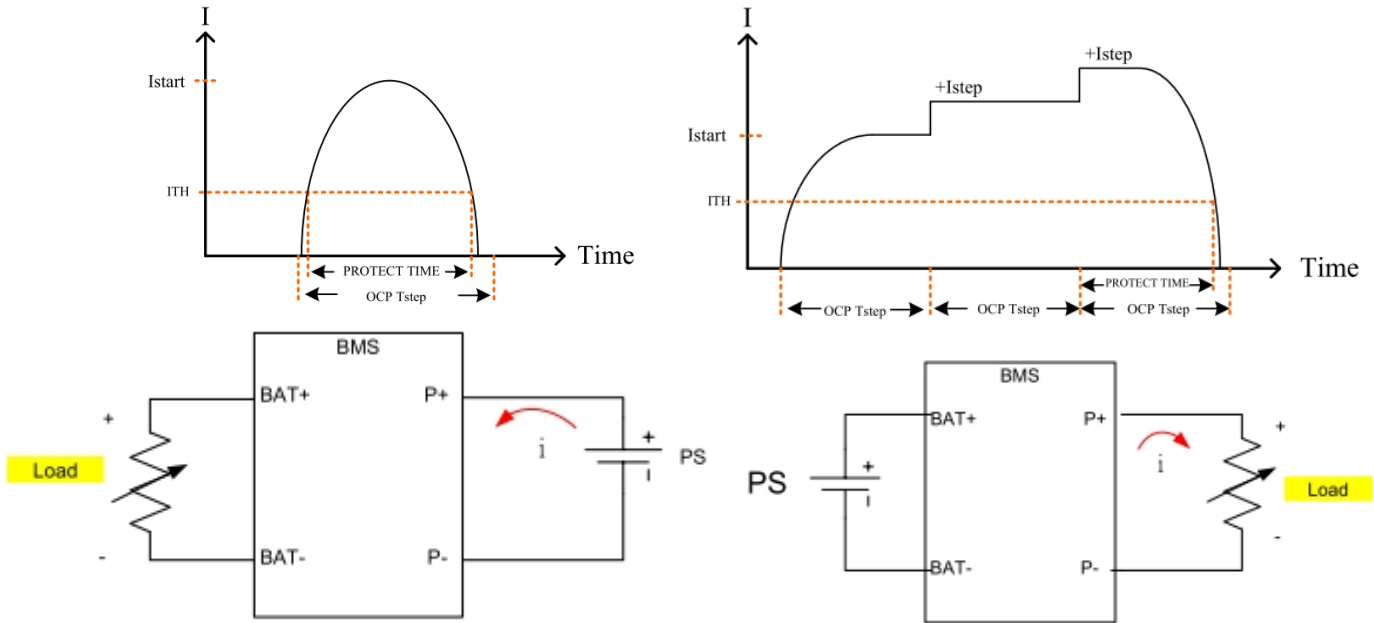 I
Istart
ITH
Time
PROTECT TIME
OCP Tstep
I
+Istep
+Istep
Istart
ITH
Time
PROTECT TIME
OCP Tstep
OCP Tstep
OCP Tstep
BMS
BAT+
P+
+
+
i
PS
Load
-
BAT-
P-
BMS
BAT+
P+
+
+
i
PS
Load
-
BAT-
P-